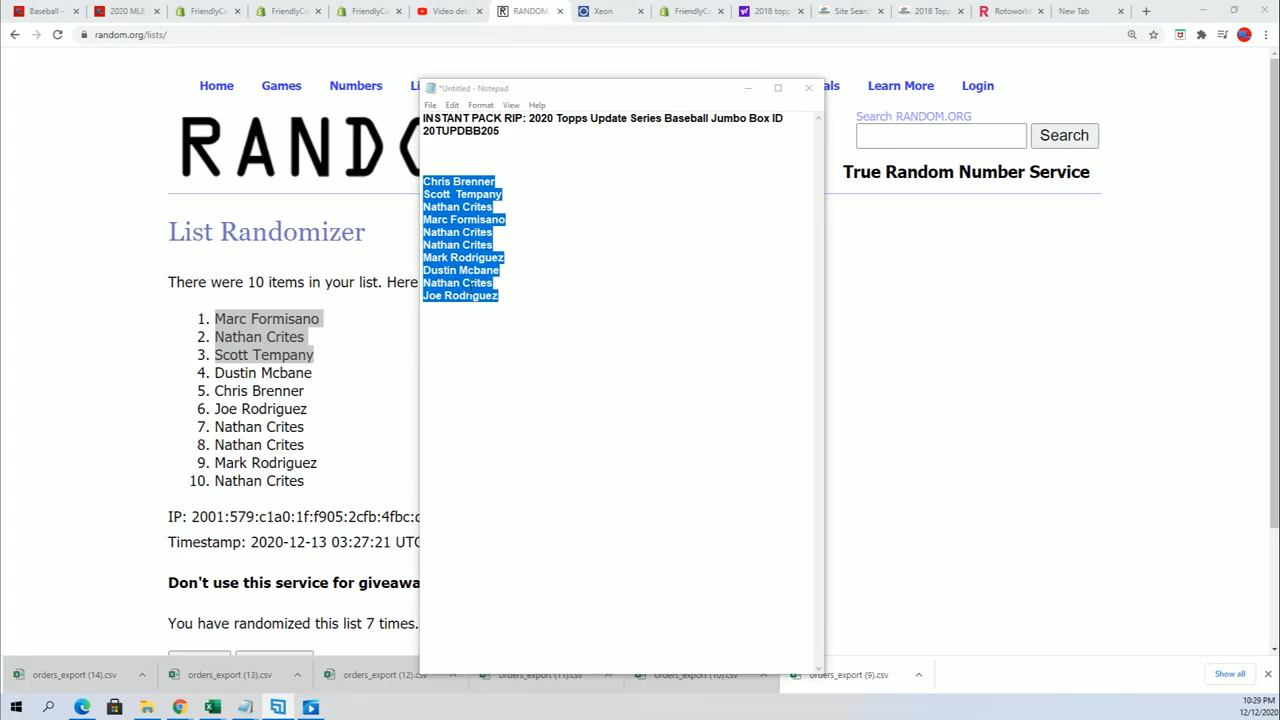 Baseball –
2020 MLB
FriendlyCo
FriendlyCo
FriendlyCo
Video deta
RANDOM
Xeon
FriendlyCo
2018 topp
Site Searc
2018 Topp
Rotoworld
New Tab
random.org/lists/
Home
Games
Numbers
Li
als
Learn More
Login
Search RANDOM.ORG
Search
True Random Number Service
RANDO
List Randomizer
There were 10 items in your list. Here
1. Marc Formisano
2. Nathan Crites
3. Scott Tempany
4. Dustin Mcbane
5. Chris Brenner
6. Joe Rodriguez
7. Nathan Crites
8. Nathan Crites
9. Mark Rodriguez
10. Nathan Crites
IP: 2001:579:c1a0:1f:f905:2cfb:4fbc:c
Timestamp: 2020-12-13 03:27:21 UTC
Don't use this service for giveawa
You have randomized this list 7 times.
*Untitled - Notepad
File Edit Format View Help
INSTANT PACK RIP: 2020 Topps Update Series Baseball Jumbo Box ID
20TUPDBB205
Chris Brenner
Scott  Tempany
Nathan Crites
Marc Formisano
Nathan Crites
Nathan Crites
Mark Rodriguez
Dustin Mcbane
Nathan Crites
Joe Rodriguez
orders_export (14).csv
orders_export (13).csv
orders_export (12).csv
orders_export (11).csv
orders_export (10).csv
orders_export (9).csv
Show all
10:29 PM
12/12/2020